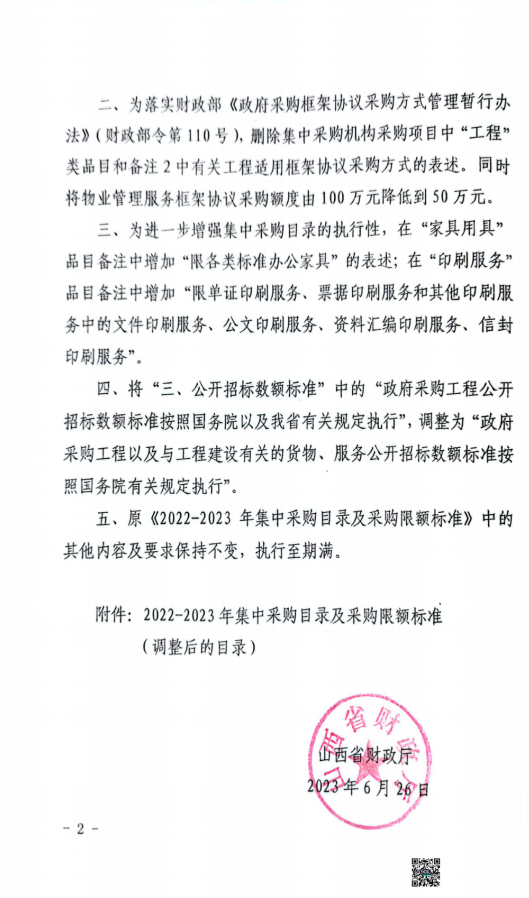 二、为落实财政部《政府采购框架协议采购方式管理暂行办
法》(财政部令第 110 号), 删除集中采购机构采购项目中“工程”
类品目和备注 2 中有关工程适用框架协议采购方式的表述。同时
将物业管理服务框架协议采购额度由 100 万元降低到 50 万元。
三、为进一步增强集中采购目录的执行性, 在“家具用具”
品目备注中增加“限各类标准办公家具”的表述; 在“印刷服务”
品目备注中增加“限单证印刷服务、票据印刷服务和其他印刷服
务中的文件印刷服务、公文印刷服务、资料汇编印刷服务、信封
印刷服务”。
四、将“三、公开招标数额标准”中的“政府采购工程公开
招标数额标准按照国务院以及我省有关规定执行”, 调整为“政府
采购工程以及与工程建设有关的货物、服务公开招标数额标准按
照国务院有关规定执行”。
五、原《2022-2023 年集中采购目录及采购限额标准》中的
其他内容及要求保持不变, 执行至期满。
附件: 2022-2023 年集中采购目录及采购限额标准
(调整后的目录)
山西省财政厅
山西省财政厅
2023 年 6 月 26 日
- 2 -